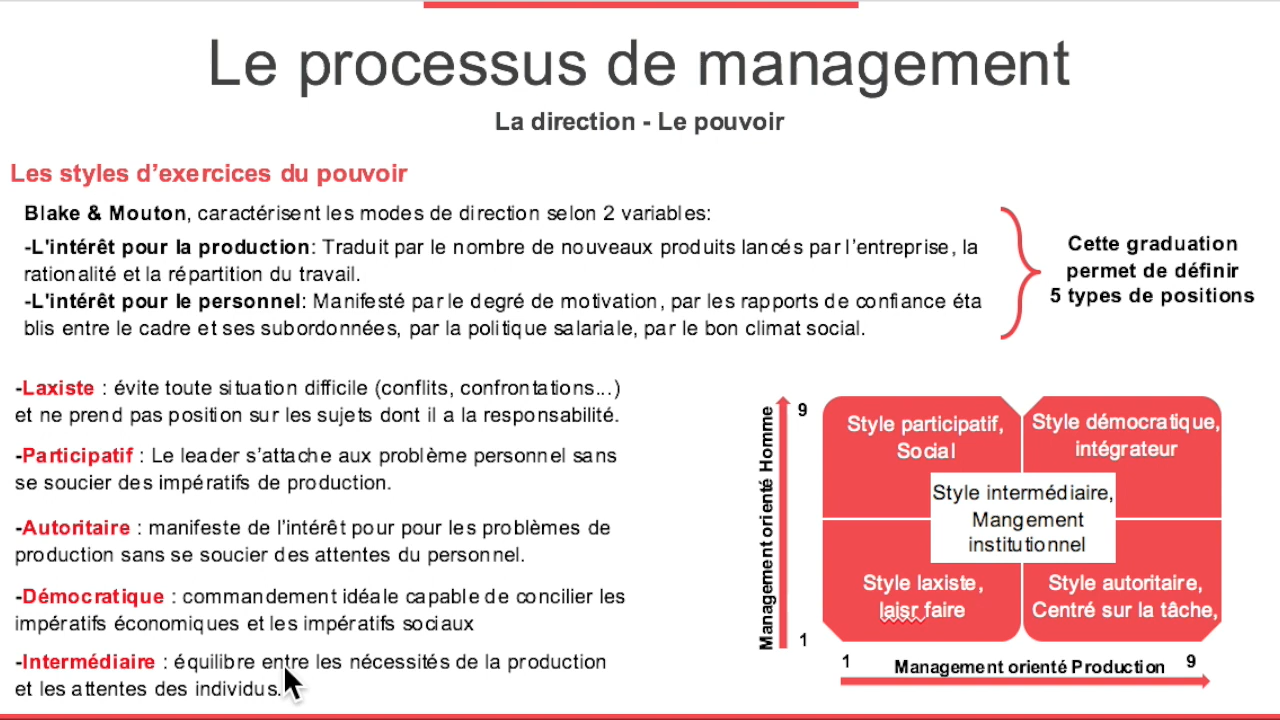 Le processus de management
La direction - Le pouvoir
Les styles d’exercices du pouvoir
Blake & Mouton, caractérisent les modes de direction selon 2 variables:
-L'intérêt pour la production: Traduit par le nombre de nouveaux produits lancés par l’entreprise, la
rationalité et la répartition du travail.
-L'intérêt pour le personnel: Manifesté par le degré de motivation, par les rapports de confiance éta
blis entre le cadre et ses subordonnées, par la politique salariale, par le bon climat social.
Cette graduation
permet de définir
5 types de positions
-Laxiste : évite toute situation difficile (conflits, confrontations...)
et ne prend pas position sur les sujets dont il a la responsabilité.
-Participatif : Le leader s’attache aux problème personnel sans
se soucier des impératifs de production.
-Autoritaire : manifeste de l’intérêt pour pour les problèmes de
production sans se soucier des attentes du personnel.
-Démocratique : commandement idéale capable de concilier les
impératifs économiques et les impératifs sociaux
-Intermédiaire : équilibre entre les nécessités de la production
et les attentes des individus.
Management orienté Homme
9
1
Style participatif,
Social
Style démocratique,
intégrateur
Style intermédiaire,
Mangement
institutionnel
Style laxiste,
laisr faire
Style autoritaire,
Centré sur la tâche,
1
Management orienté Production
9